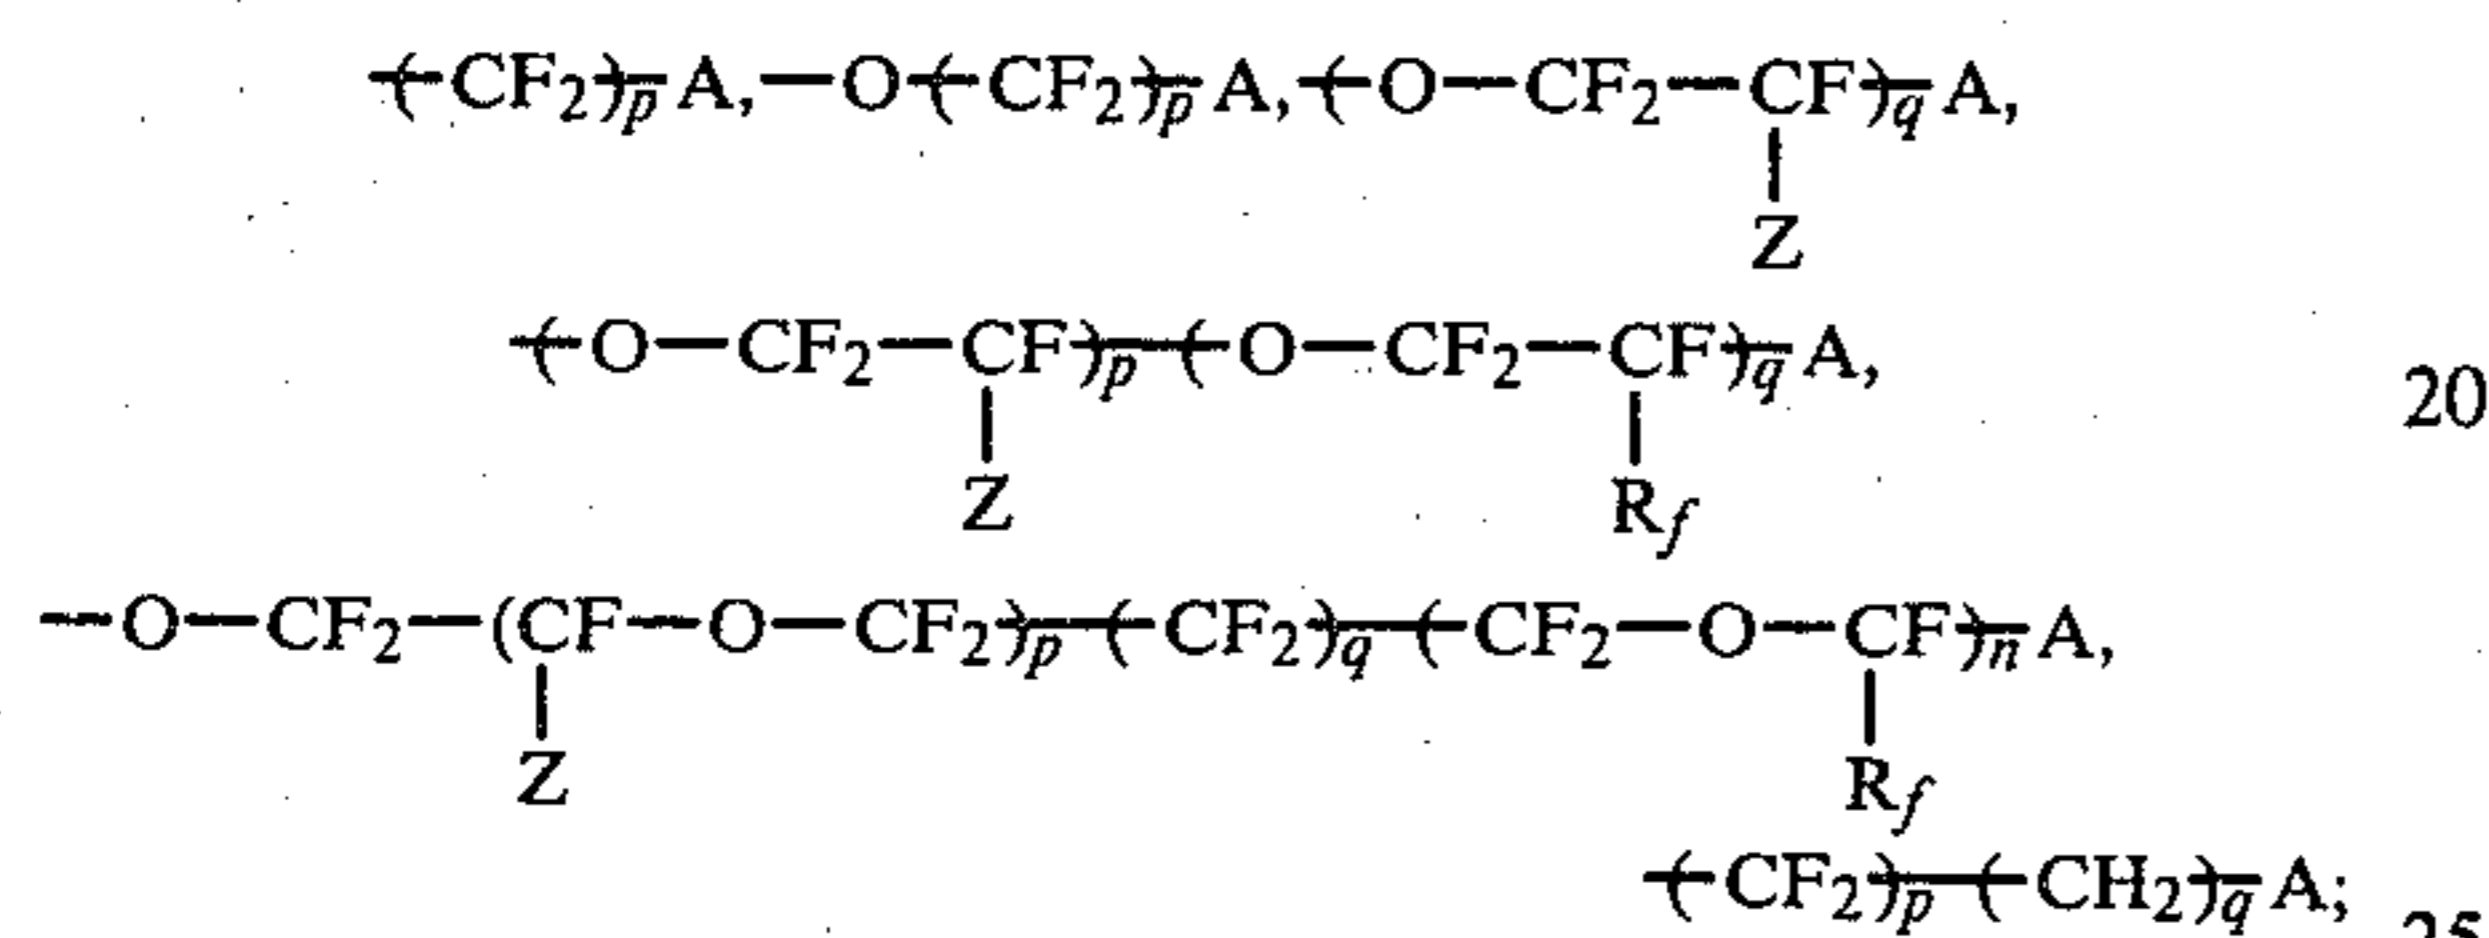 -(CF2)p-A, —O-(CF2)p-A, -(O—CF2—CF)q-A,
Z
-(O—CF2—CF)p-(O—CF2—CF)q-A,
20
Z Rf
—O—CF2—(CF—O—CF2)p-(CF2)q-(CF2—O—CF)n-A,
Z Rf
-(CF2)p-(CH2)q-A;
25